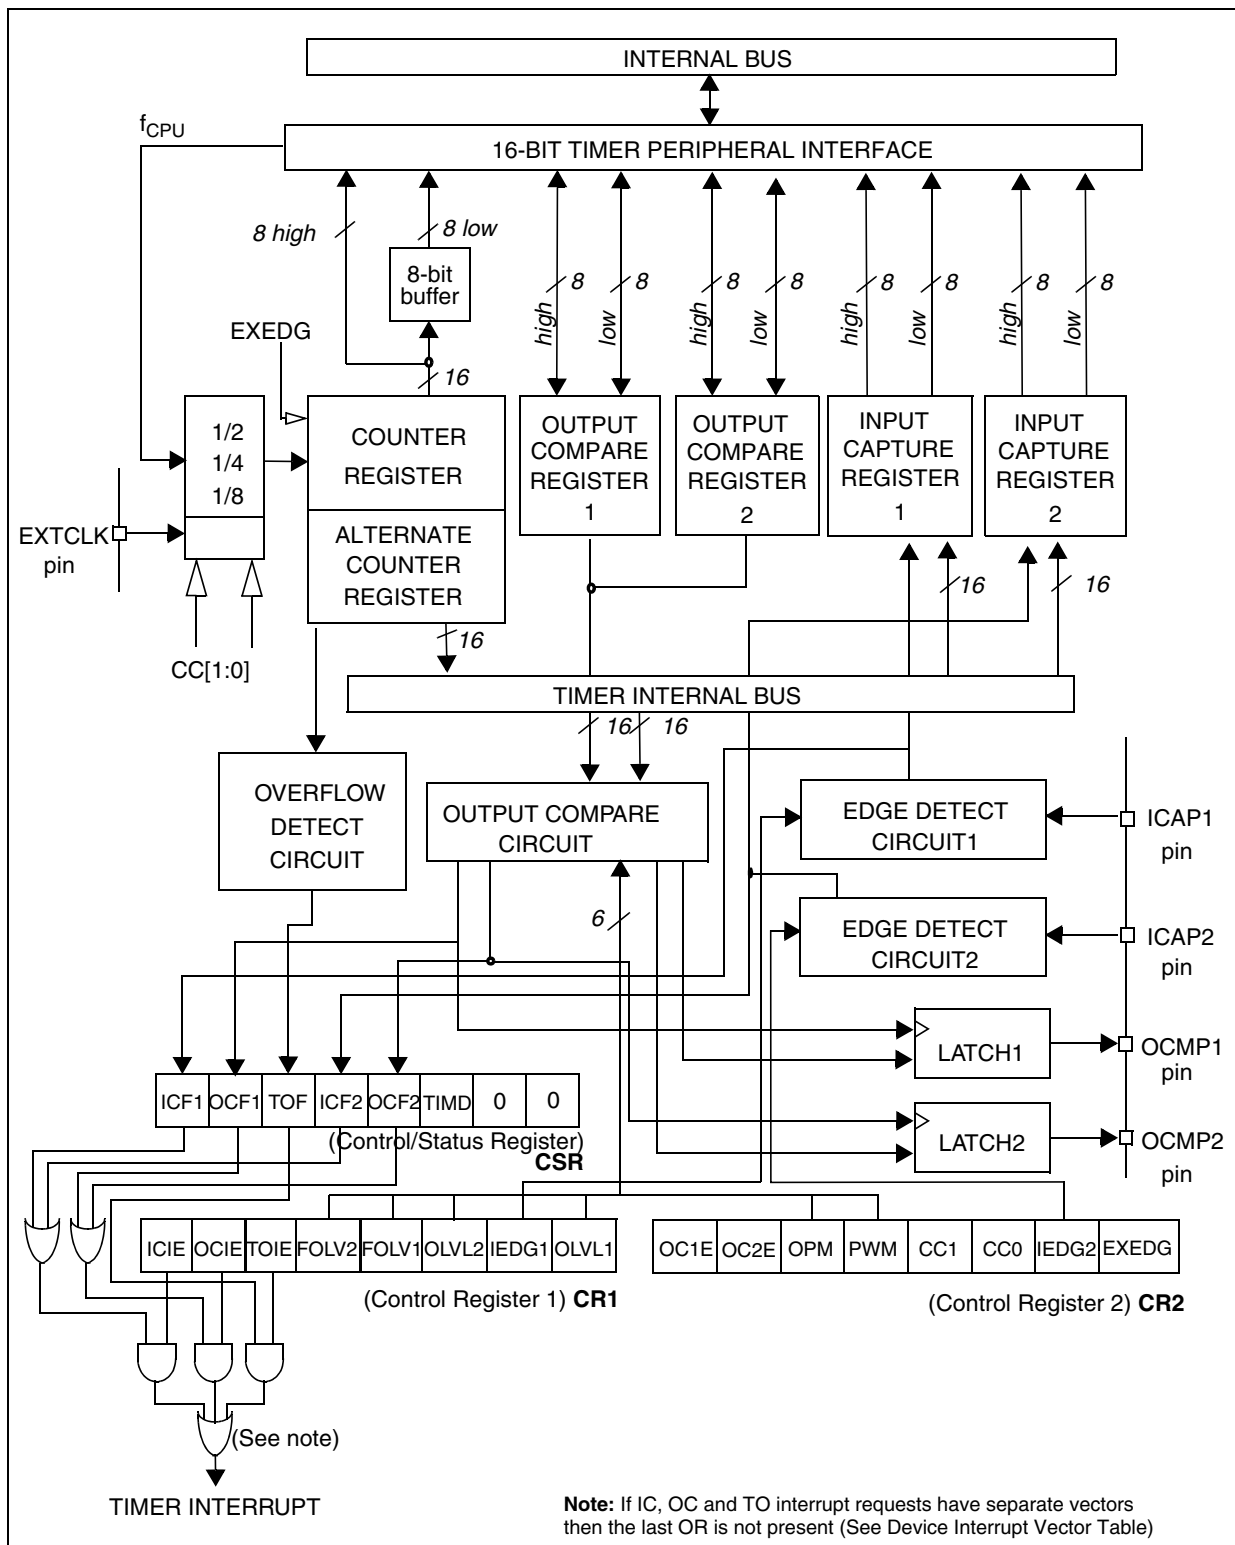 INTERNAL BUS
fCPU
16-BIT TIMER PERIPHERAL INTERFACE
8 high
8 low
8-bit
buffer
EXEDG
16
high
8
low
8
high
8
low
8
high
8
low
8
high
8
low
8
1/2
1/4
1/8
COUNTER
REGISTER
ALTERNATE
COUNTER
REGISTER
OUTPUT
COMPARE
REGISTER
1
OUTPUT
COMPARE
REGISTER
2
INPUT
CAPTURE
REGISTER
1
INPUT
CAPTURE
REGISTER
2
EXTCLK
pin
CC[1:0]
16
16
16
TIMER INTERNAL BUS
16
16
OVERFLOW
DETECT
CIRCUIT
OUTPUT COMPARE
CIRCUIT
EDGE DETECT
CIRCUIT1
ICAP1
pin
6
EDGE DETECT
CIRCUIT2
ICAP2
pin
LATCH1
OCMP1
pin
LATCH2
OCMP2
pin
ICF1 OCF1 TOF ICF2 OCF2 TIMD 0 0
(Control/Status Register)
CSR
ICIE OCIE TOIE FOLV2 FOLV1 OLVL2 IEDG1 OLVL1
(Control Register 1) CR1
OC1E OC2E OPM PWM CC1 CC0 IEDG2 EXEDG
(Control Register 2) CR2
(See note)
TIMER INTERRUPT
Note: If IC, OC and TO interrupt requests have separate vectors
then the last OR is not present (See Device Interrupt Vector Table)